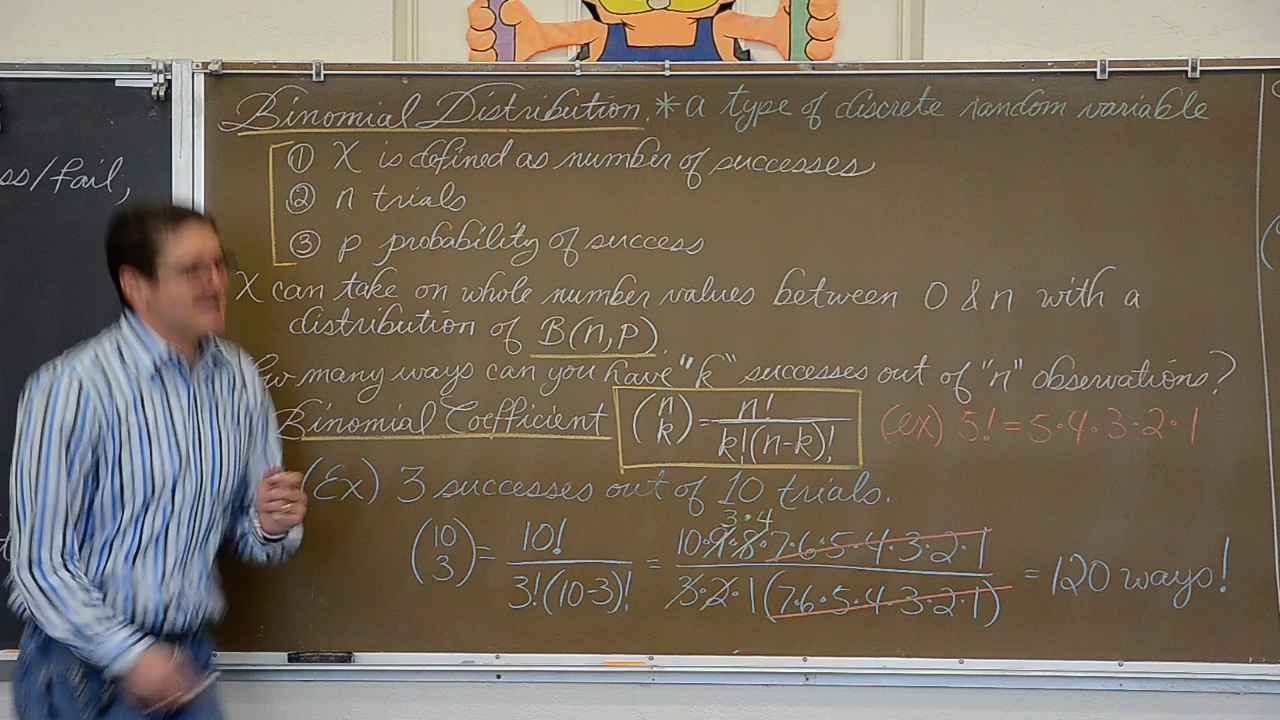 ss/fail,
Binomial Distribution. * a type of discrete random variable
① X is defined as number of successes
② n trials
③ p probability of success
X can take on whole number values between 0 & n with a
distribution of B(n,p)
many ways can you have "k" successes out of "n" observations?
Binomial Coefficient (n k) = n! / k!(n-k)! (ex) 5! = 5·4·3·2·1
(Ex) 3 successes out of 10 trials.
3·4
(10 3) = 10! / 3!(10-3)! = 10·9·8·7·6·5·4·3·2·1 / 3·2·1(7·6·5·4·3·2·1) = 120 ways!